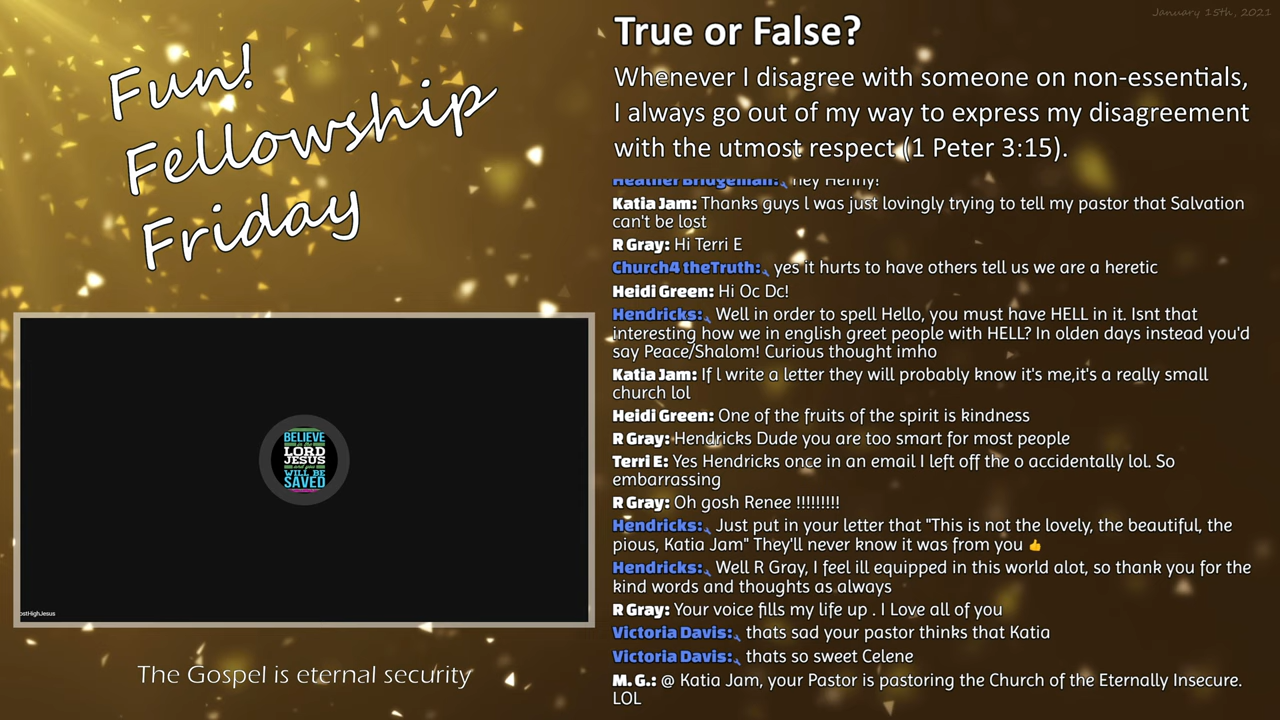 January 15th, 2021
Fun!
Fellowship
Friday
True or False?
Whenever I disagree with someone on non-essentials,
I always go out of my way to express my disagreement
with the utmost respect (1 Peter 3:15).
Heather Bridgeman: hey Henny!
Katia Jam: Thanks guys l was just lovingly trying to tell my pastor that Salvation
can't be lost
R Gray: Hi Terri E
Church4 theTruth: yes it hurts to have others tell us we are a heretic
Heidi Green: Hi Oc Dc!
Hendricks: Well in order to spell Hello, you must have HELL in it. Isnt that
interesting how we in english greet people with HELL? In olden days instead you'd
say Peace/Shalom! Curious thought imho
Katia Jam: If l write a letter they will probably know it's me,it's a really small
church lol
Heidi Green: One of the fruits of the spirit is kindness
R Gray: Hendricks Dude you are too smart for most people
Terri E: Yes Hendricks once in an email I left off the o accidentally lol. So
embarrassing
R Gray: Oh gosh Renee !!!!!!!!!
Hendricks: Just put in your letter that "This is not the lovely, the beautiful, the
pious, Katia Jam" They'll never know it was from you 👍
Hendricks: Well R Gray, I feel ill equipped in this world alot, so thank you for the
kind words and thoughts as always
R Gray: Your voice fills my life up . I Love all of you
Victoria Davis: thats sad your pastor thinks that Katia
Victoria Davis: thats so sweet Celene
M. G.: @ Katia Jam, your Pastor is pastoring the Church of the Eternally Insecure.
LOL
BELIEVE
LORD
JESUS
and you
WILL BE
SAVED
ostHighJesus
The Gospel is eternal security